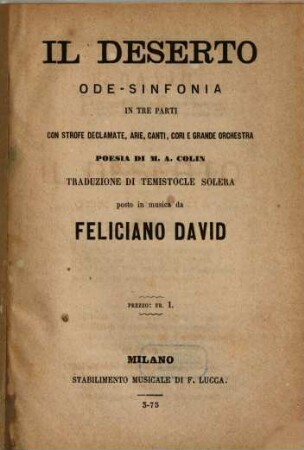 IL DESERTO
ODE-SINFONIA
IN TRE PARTI
CON STROFE DECLAMATE, ARIE, CANTI, CORI E GRANDE ORCHESTRA
POESIA DI M. A. COLIN
TRADUZIONE DI TEMISTOCLE SOLERA
posto in musica da
FELICIANO DAVID
PREZZO: FR. 1.
MILANO
STABILIMENTO MUSICALE DI F. LUCCA.
3-75